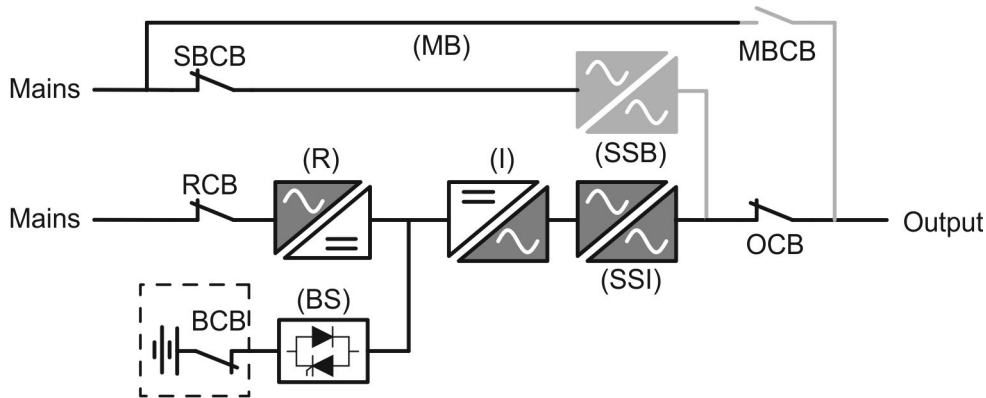 (MB)
MBCB
SBCB
Mains
(SSB)
(R)
(I)
RCB
Mains
Output
OCB
(SSI)
(BS)
BCB